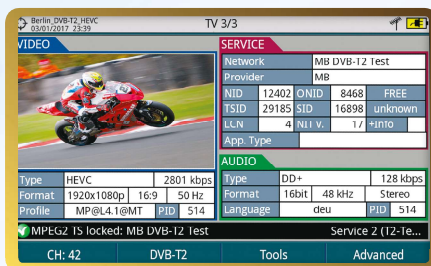 Berlin_DVB-T2_HEVC
03/01/2017 23:39
TV 3/3
VIDEO
Type HEVC 2801 kbps
Format 1920x1080p 16:9 50 Hz
Profile MP@L4.1@MT PID 514
SERVICE
Network MB DVB-T2 Test
Provider MB
NID 12402 ONID 8468 FREE
TSID 29185 SID 16898 unknown
LCN 4 NIT V. 17 +Info
App. Type
AUDIO
Type DD+ 128 kbps
Format 16bit 48 kHz Stereo
Language deu PID 514
MPEG2 TS locked: MB DVB-T2 Test Service 2 (T2-Te...
CH: 42 DVB-T2 Tools Advanced